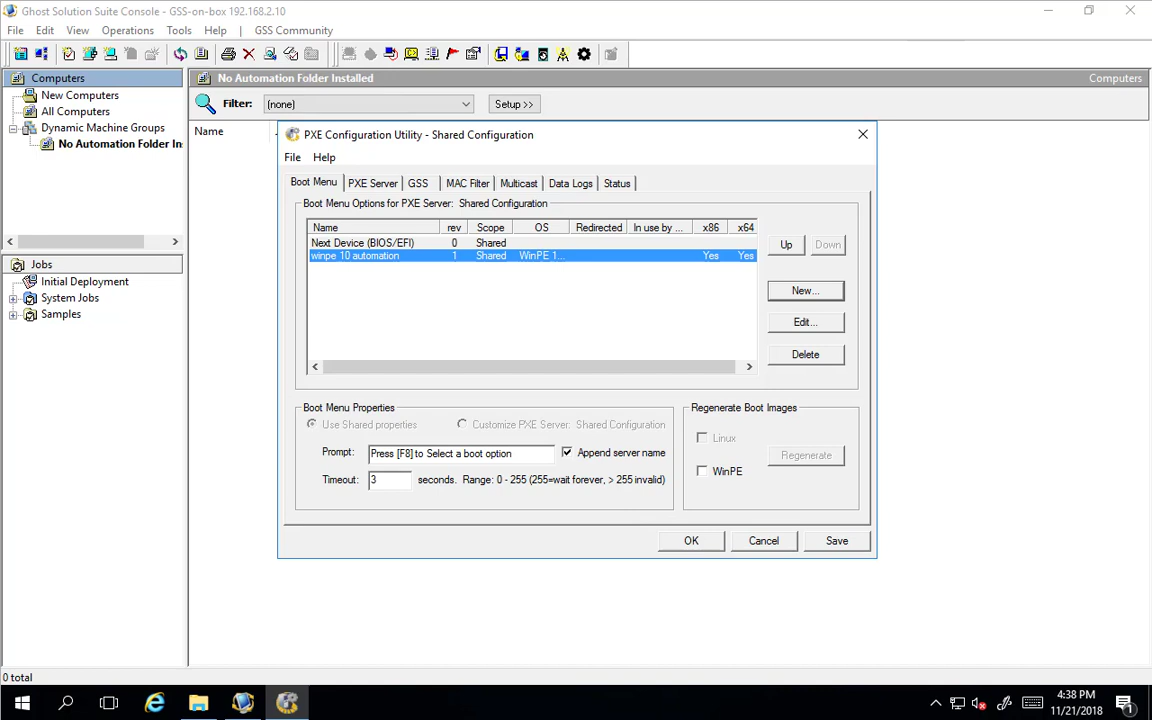 Ghost Solution Suite Console - GSS-on-box 192.168.2.10
File Edit View Operations Tools Help GSS Community
Computers
New Computers
All Computers
Dynamic Machine Groups
No Automation Folder Ins
No Automation Folder Installed Computers
Filter: (none) Setup >>
Name
Jobs
Initial Deployment
System Jobs
Samples
PXE Configuration Utility - Shared Configuration
File Help
Boot Menu PXE Server GSS MAC Filter Multicast Data Logs Status
Boot Menu Options for PXE Server: Shared Configuration
Name rev Scope OS Redirected In use by ... x86 x64
Next Device (BIOS/EFI) 0 Shared
winpe 10 automation 1 Shared WinPE 1... Yes Yes
Up Down
New...
Edit...
Delete
Boot Menu Properties
Use Shared properties Customize PXE Server: Shared Configuration
Prompt: Press [F8] to Select a boot option Append server name
Timeout: 3 seconds. Range: 0 - 255 (255=wait forever, > 255 invalid)
Regenerate Boot Images
Linux
Regenerate
WinPE
OK Cancel Save
0 total
4:38 PM
11/21/2018
1